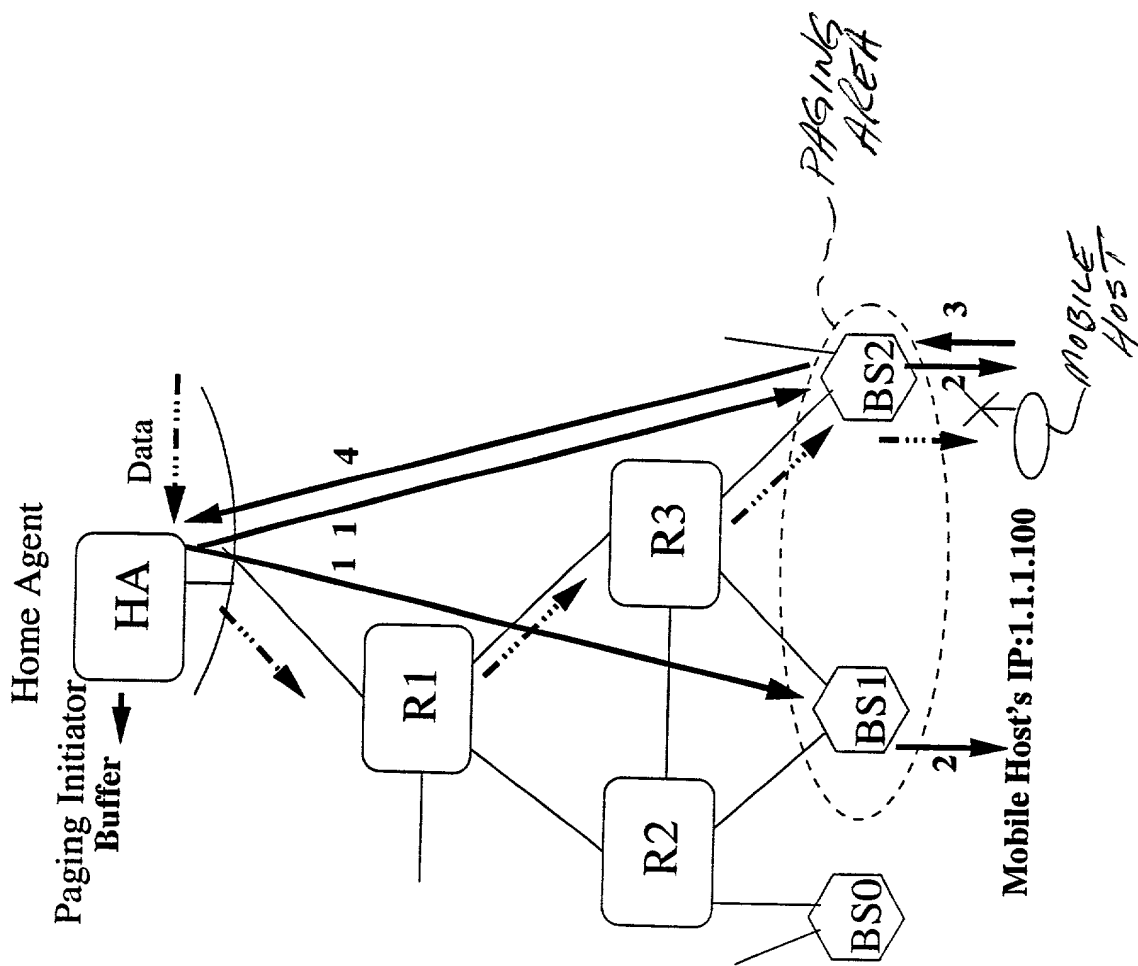 Home Agent
Paging Initiator
Buffer
HA
Data
1
1
4
R1
R2
R3
BS0
BS1
BS2
2
2
3
PAGING
AREA
MOBILE
HOST
Mobile Host's IP:1.1.1.100